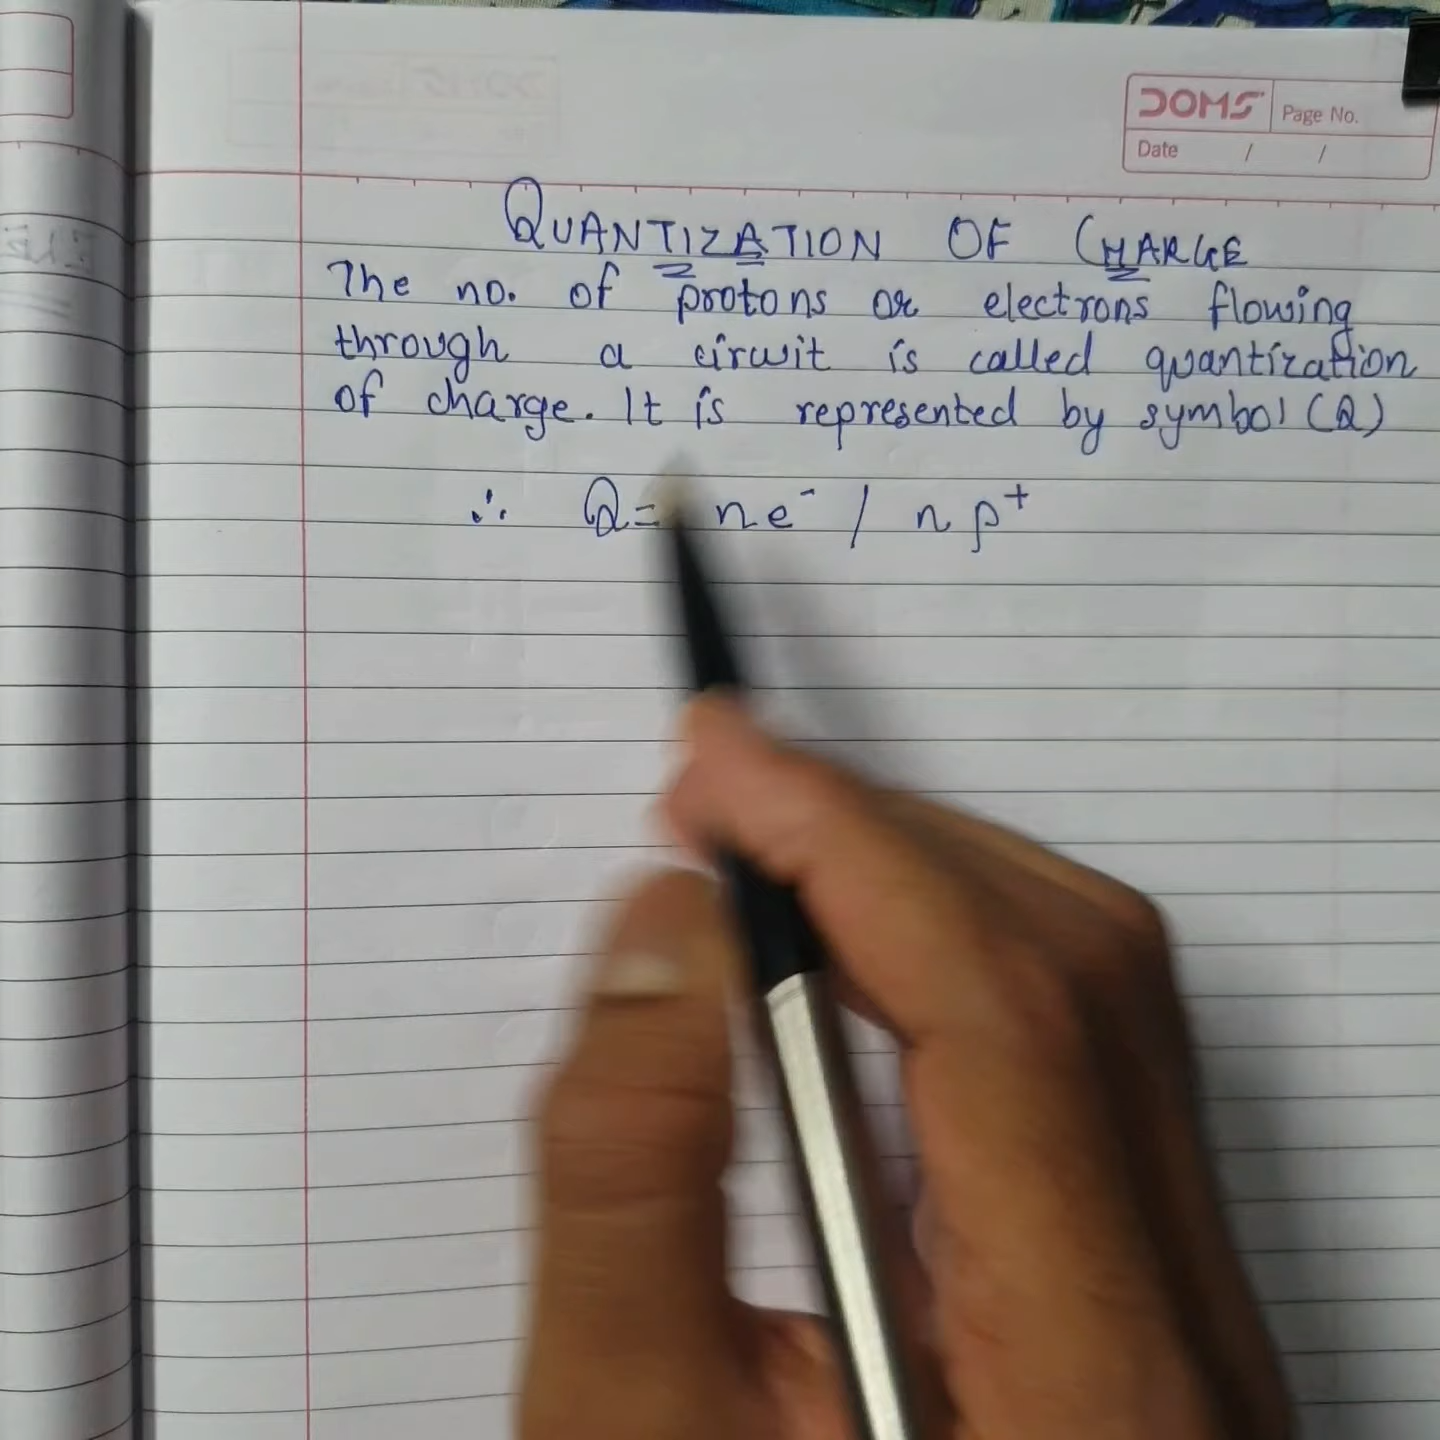 DOMS Page No.
Date / /
QUANTIZATION OF CHARGE
The no. of protons or electrons flowing
through a circuit is called quantization
of charge. It is represented by symbol (Q)
∴ Q = ne⁻ / np⁺